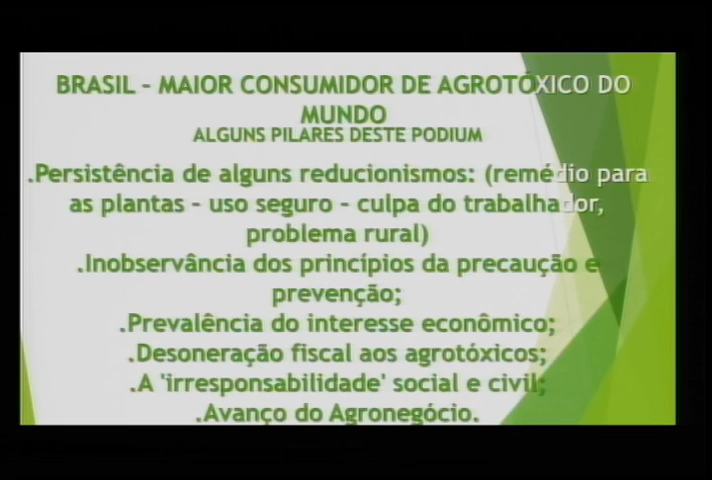 BRASIL - MAIOR CONSUMIDOR DE AGROTÓXICO DO
MUNDO
ALGUNS PILARES DESTE PODIUM
.Persistência de alguns reducionismos: (remédio para
as plantas - uso seguro - culpa do trabalhador,
problema rural)
.Inobservância dos princípios da precaução e
prevenção;
.Prevalência do interesse econômico;
.Desoneração fiscal aos agrotóxicos;
.A 'irresponsabilidade' social e civil;
.Avanço do Agronegócio.